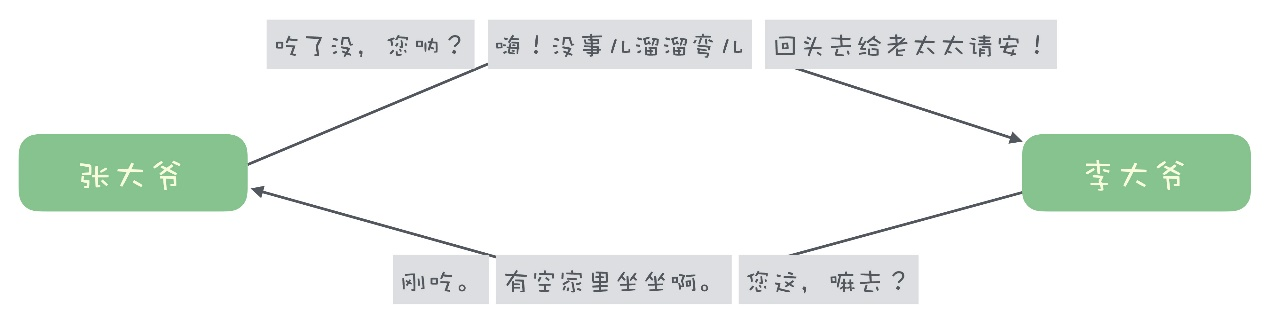 吃了没，您呐？
嗨！没事儿溜溜弯儿
回头去给老太太请安！
张大爷
李大爷
刚吃。
有空家里坐坐啊。
您这，嘛去？